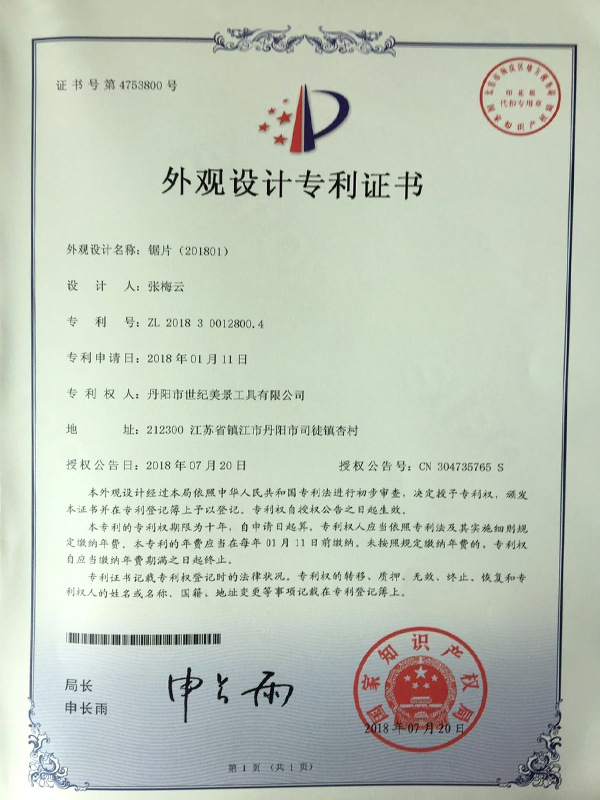 证书号第4753800号
印花税
代扣专用章
外观设计专利证书
外观设计名称：锯片（201801）
设计人：张梅云
专利号：ZL 2018 3 0012800.4
专利申请日：2018年01月11日
专利权人：丹阳市世纪美景工具有限公司
地址：212300 江苏省镇江市丹阳市司徒镇杏村
授权公告日：2018年07月20日 授权公告号：CN 304735765 S
本外观设计经过本局依照中华人民共和国专利法进行初步审查，决定授予专利权，颁发
本证书并在专利登记簿上予以登记。专利权自授权公告之日起生效。
本专利的专利权期限为十年，自申请日起算。专利权人应当依照专利法及其实施细则规
定缴纳年费。本专利的年费应当在每年01月11日前缴纳。未按照规定缴纳年费的，专利权
自应当缴纳年费期满之日起终止。
专利证书记载专利权登记时的法律状况。专利权的转移、质押、无效、终止、恢复和专
利权人的姓名或名称、国籍、地址变更等事项记载在专利登记簿上。
局长
申长雨
申长雨
国家知识产权局
2018年07月20日
第1页（共1页）